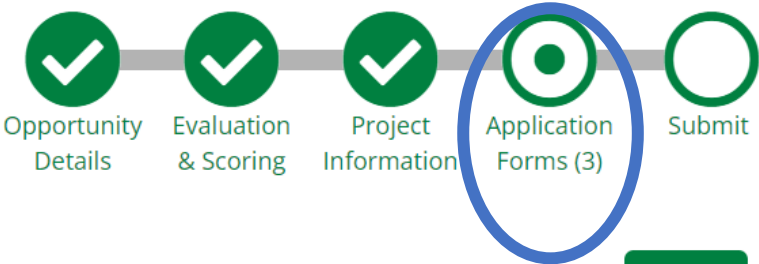 Opportunity Details
Evaluation & Scoring
Project Information
Application Forms (3)
Submit